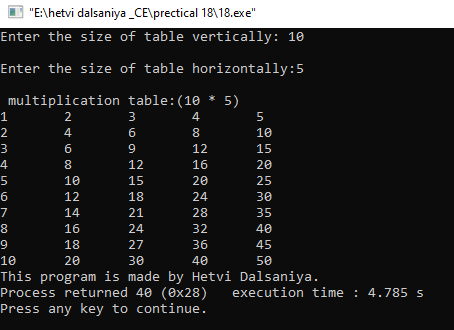 "E:\hetvi dalsaniya _CE\prectical 18\18.exe"
Enter the size of table vertically: 10
Enter the size of table horizontally:5
multiplication table:(10 * 5)
1 2 3 4 5
2 4 6 8 10
3 6 9 12 15
4 8 12 16 20
5 10 15 20 25
6 12 18 24 30
7 14 21 28 35
8 16 24 32 40
9 18 27 36 45
10 20 30 40 50
This program is made by Hetvi Dalsaniya.
Process returned 40 (0x28) execution time : 4.785 s
Press any key to continue.